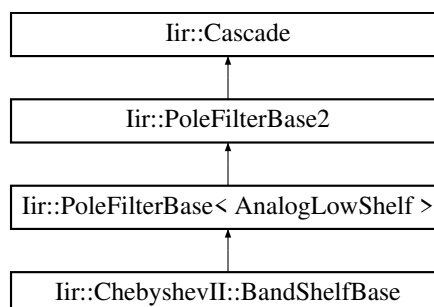 Iir::Cascade
Iir::PoleFilterBase2
Iir::PoleFilterBase< AnalogLowShelf >
Iir::ChebyshevII::BandShelfBase